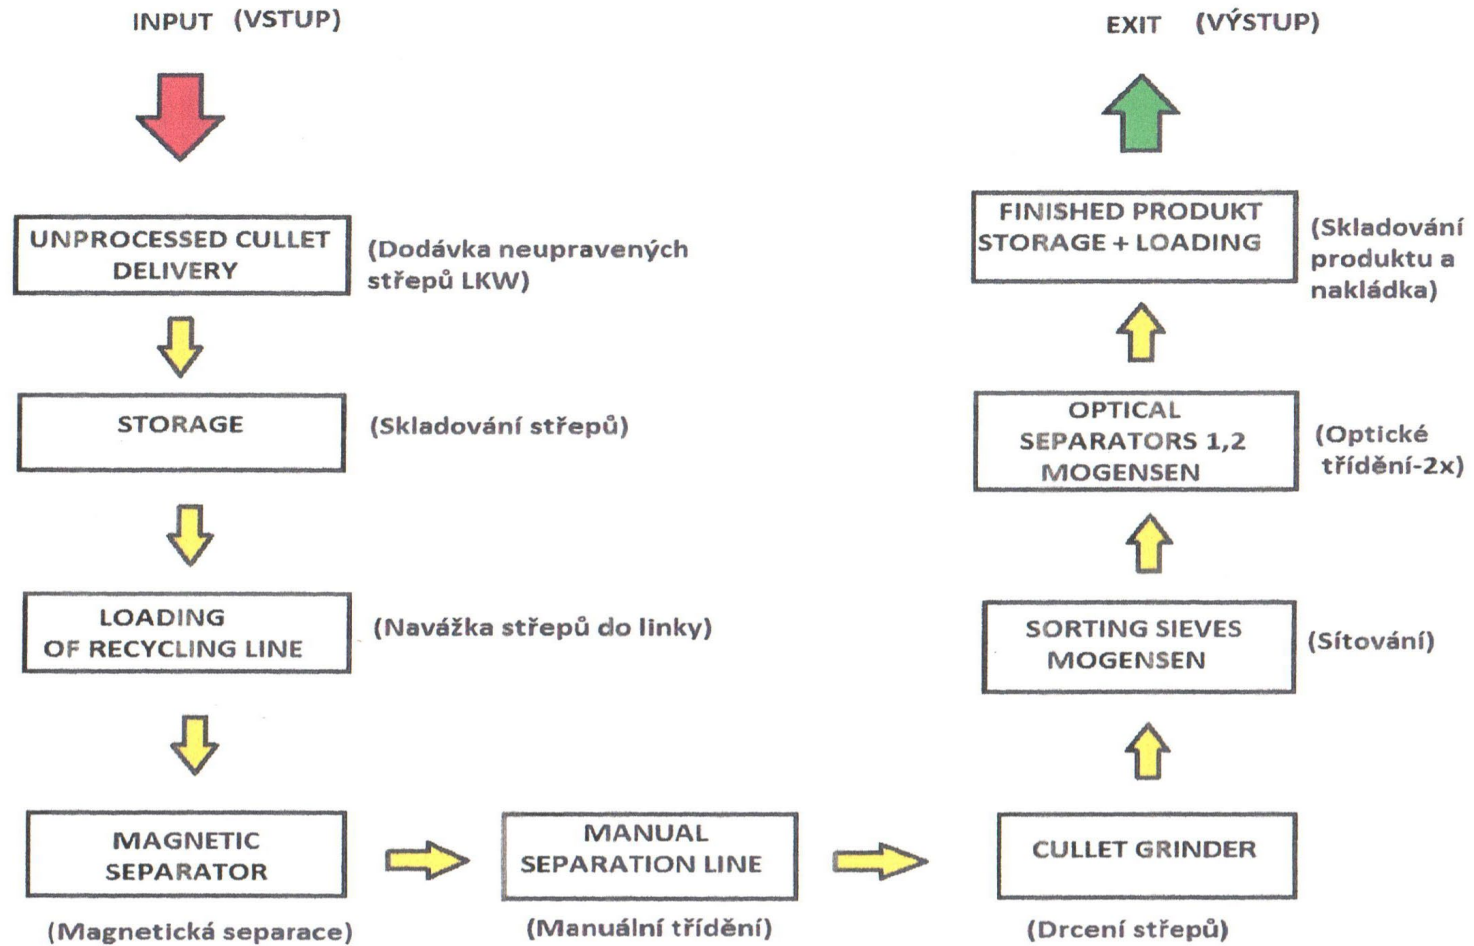 INPUT (VSTUP)
UNPROCESSED CULLET
DELIVERY
(Dodávka neupravených
střepů LKW)
STORAGE
(Skladování střepů)
LOADING
OF RECYCLING LINE
(Navážka střepů do linky)
MAGNETIC
SEPARATOR
(Magnetická separace)
MANUAL
SEPARATION LINE
(Manuální třídění)
CULLET GRINDER
(Drcení střepů)
SORTING SIEVES
MOGENSEN
(Sítování)
OPTICAL
SEPARATORS 1,2
MOGENSEN
(Optické
třídění-2x)
FINISHED PRODUKT
STORAGE + LOADING
(Skladování
produktu a
nakládka)
EXIT (VÝSTUP)